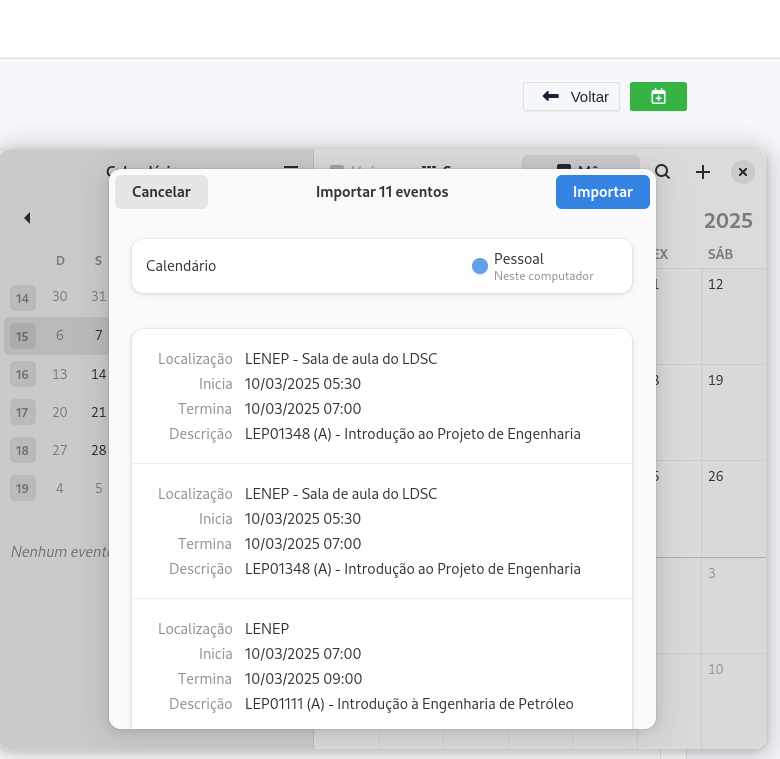 Voltar
Cancelar
Importar 11 eventos
Importar
2025
Calendário
Pessoal
Neste computador
D S
SÁB
14 30 31
12
15 6 7
16 13 14
19
17 20 21
18 27 28
26
19 4 5
3
10
Nenhum
Localização LENEP - Sala de aula do LDSC
Inicia 10/03/2025 05:30
Termina 10/03/2025 07:00
Descrição LEP01348 (A) - Introdução ao Projeto de Engenharia
Localização LENEP - Sala de aula do LDSC
Inicia 10/03/2025 05:30
Termina 10/03/2025 07:00
Descrição LEP01348 (A) - Introdução ao Projeto de Engenharia
Localização LENEP
Inicia 10/03/2025 07:00
Termina 10/03/2025 09:00
Descrição LEP01111 (A) - Introdução à Engenharia de Petróleo